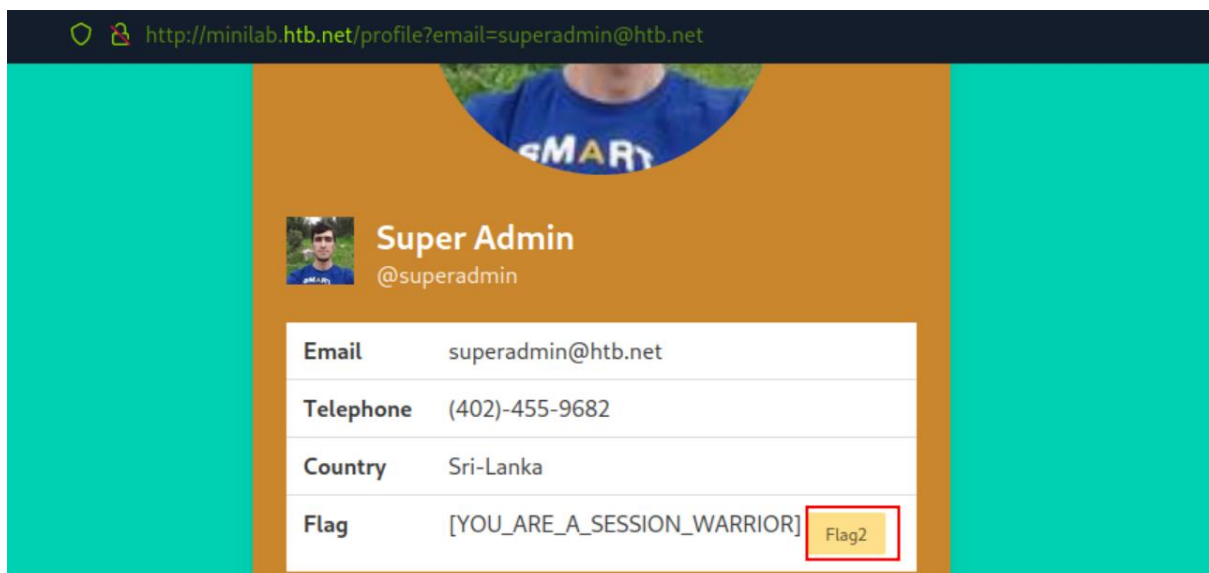 http://minilab.htb.net/profile?email=superadmin@htb.net
SMART
Super Admin
@superadmin
Email superadmin@htb.net
Telephone (402)-455-9682
Country Sri-Lanka
Flag [YOU_ARE_A_SESSION_WARRIOR] Flag2